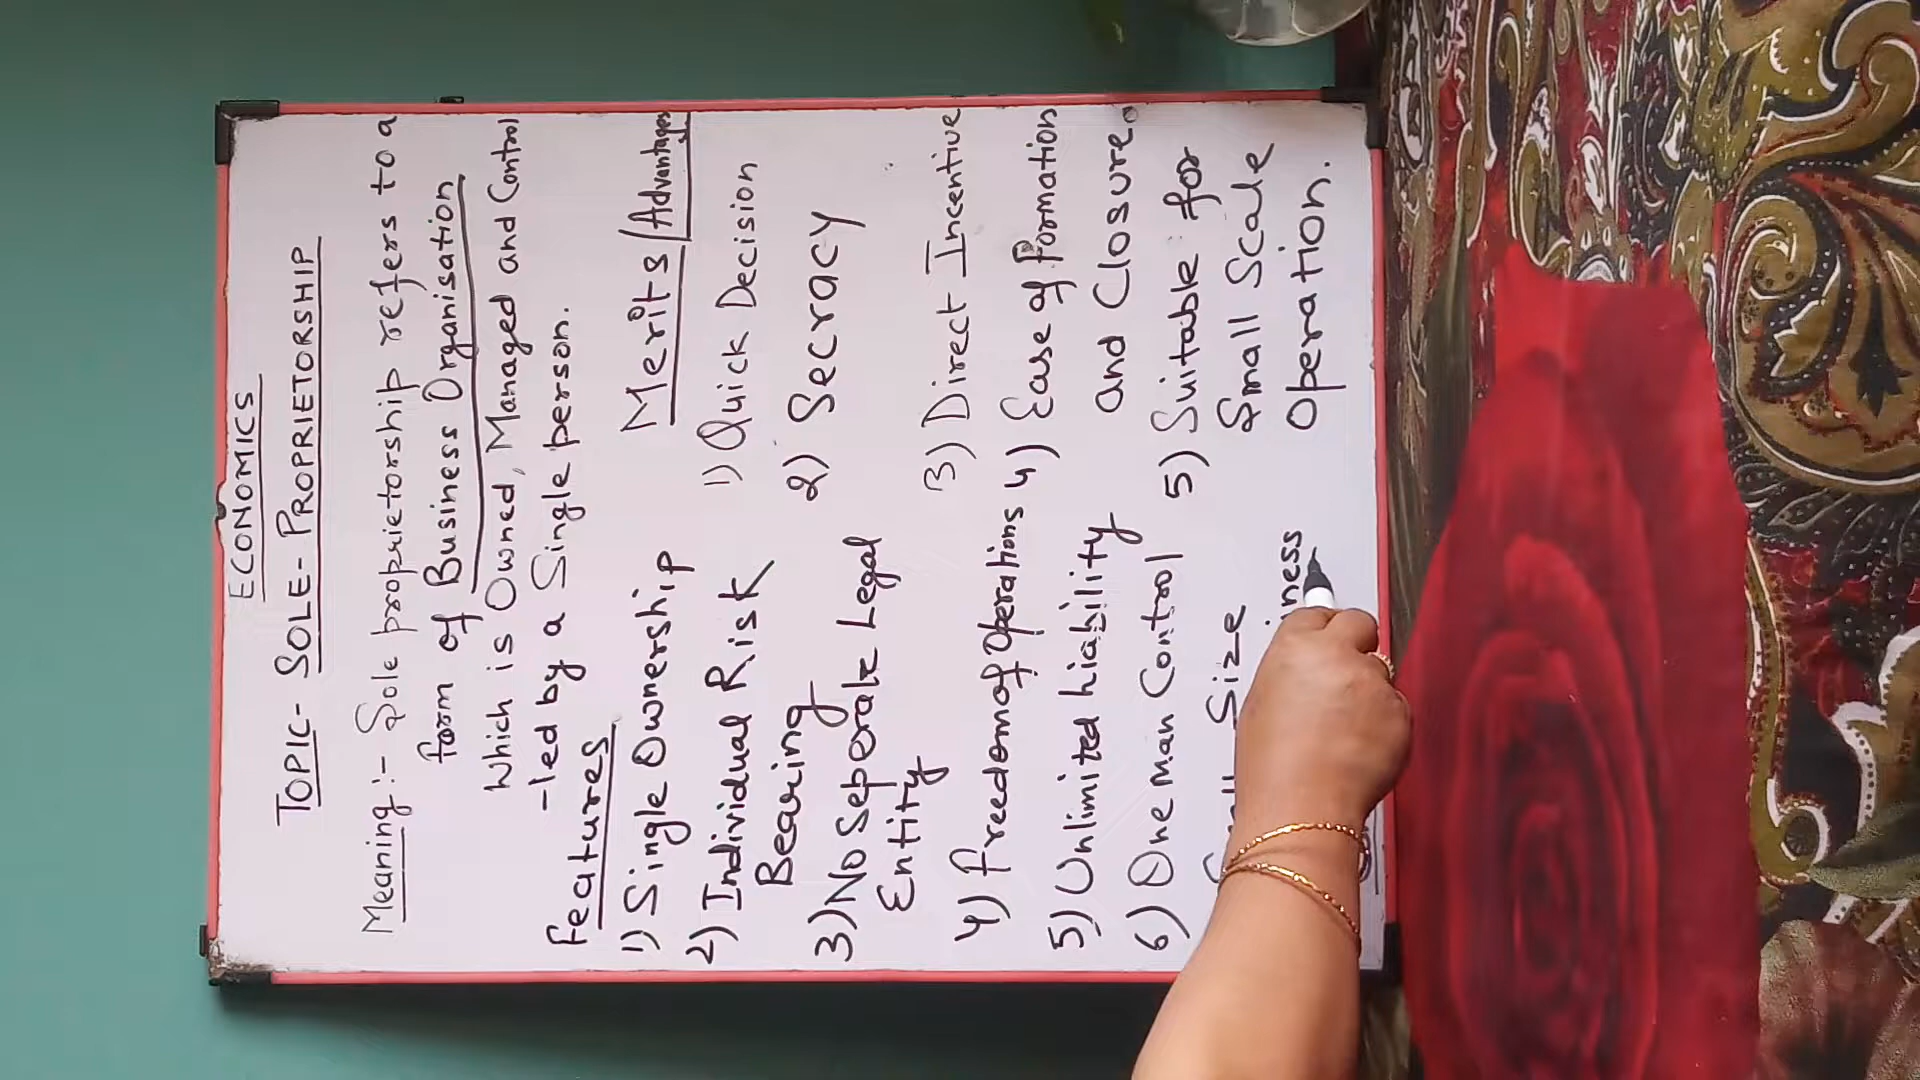 ECONOMICS
TOPIC- SOLE-PROPRIETORSHIP
Meaning:- Sole proprietorship refers to a
form of Business Organisation
which is Owned, Managed and Control
-led by a Single person.
Features
1) Single Ownership
2) Individual Risk
Bearing
3) No Seperate Legal
Entity
4) Freedom of Operations
5) Unlimited Liability
6) One man Control
Size
Merits/Advantages
1) Quick Decision
2) Secracy
3) Direct Incentive
4) Ease of Formation
and Closure.
5) Suitable for
Small Scale
Operation.